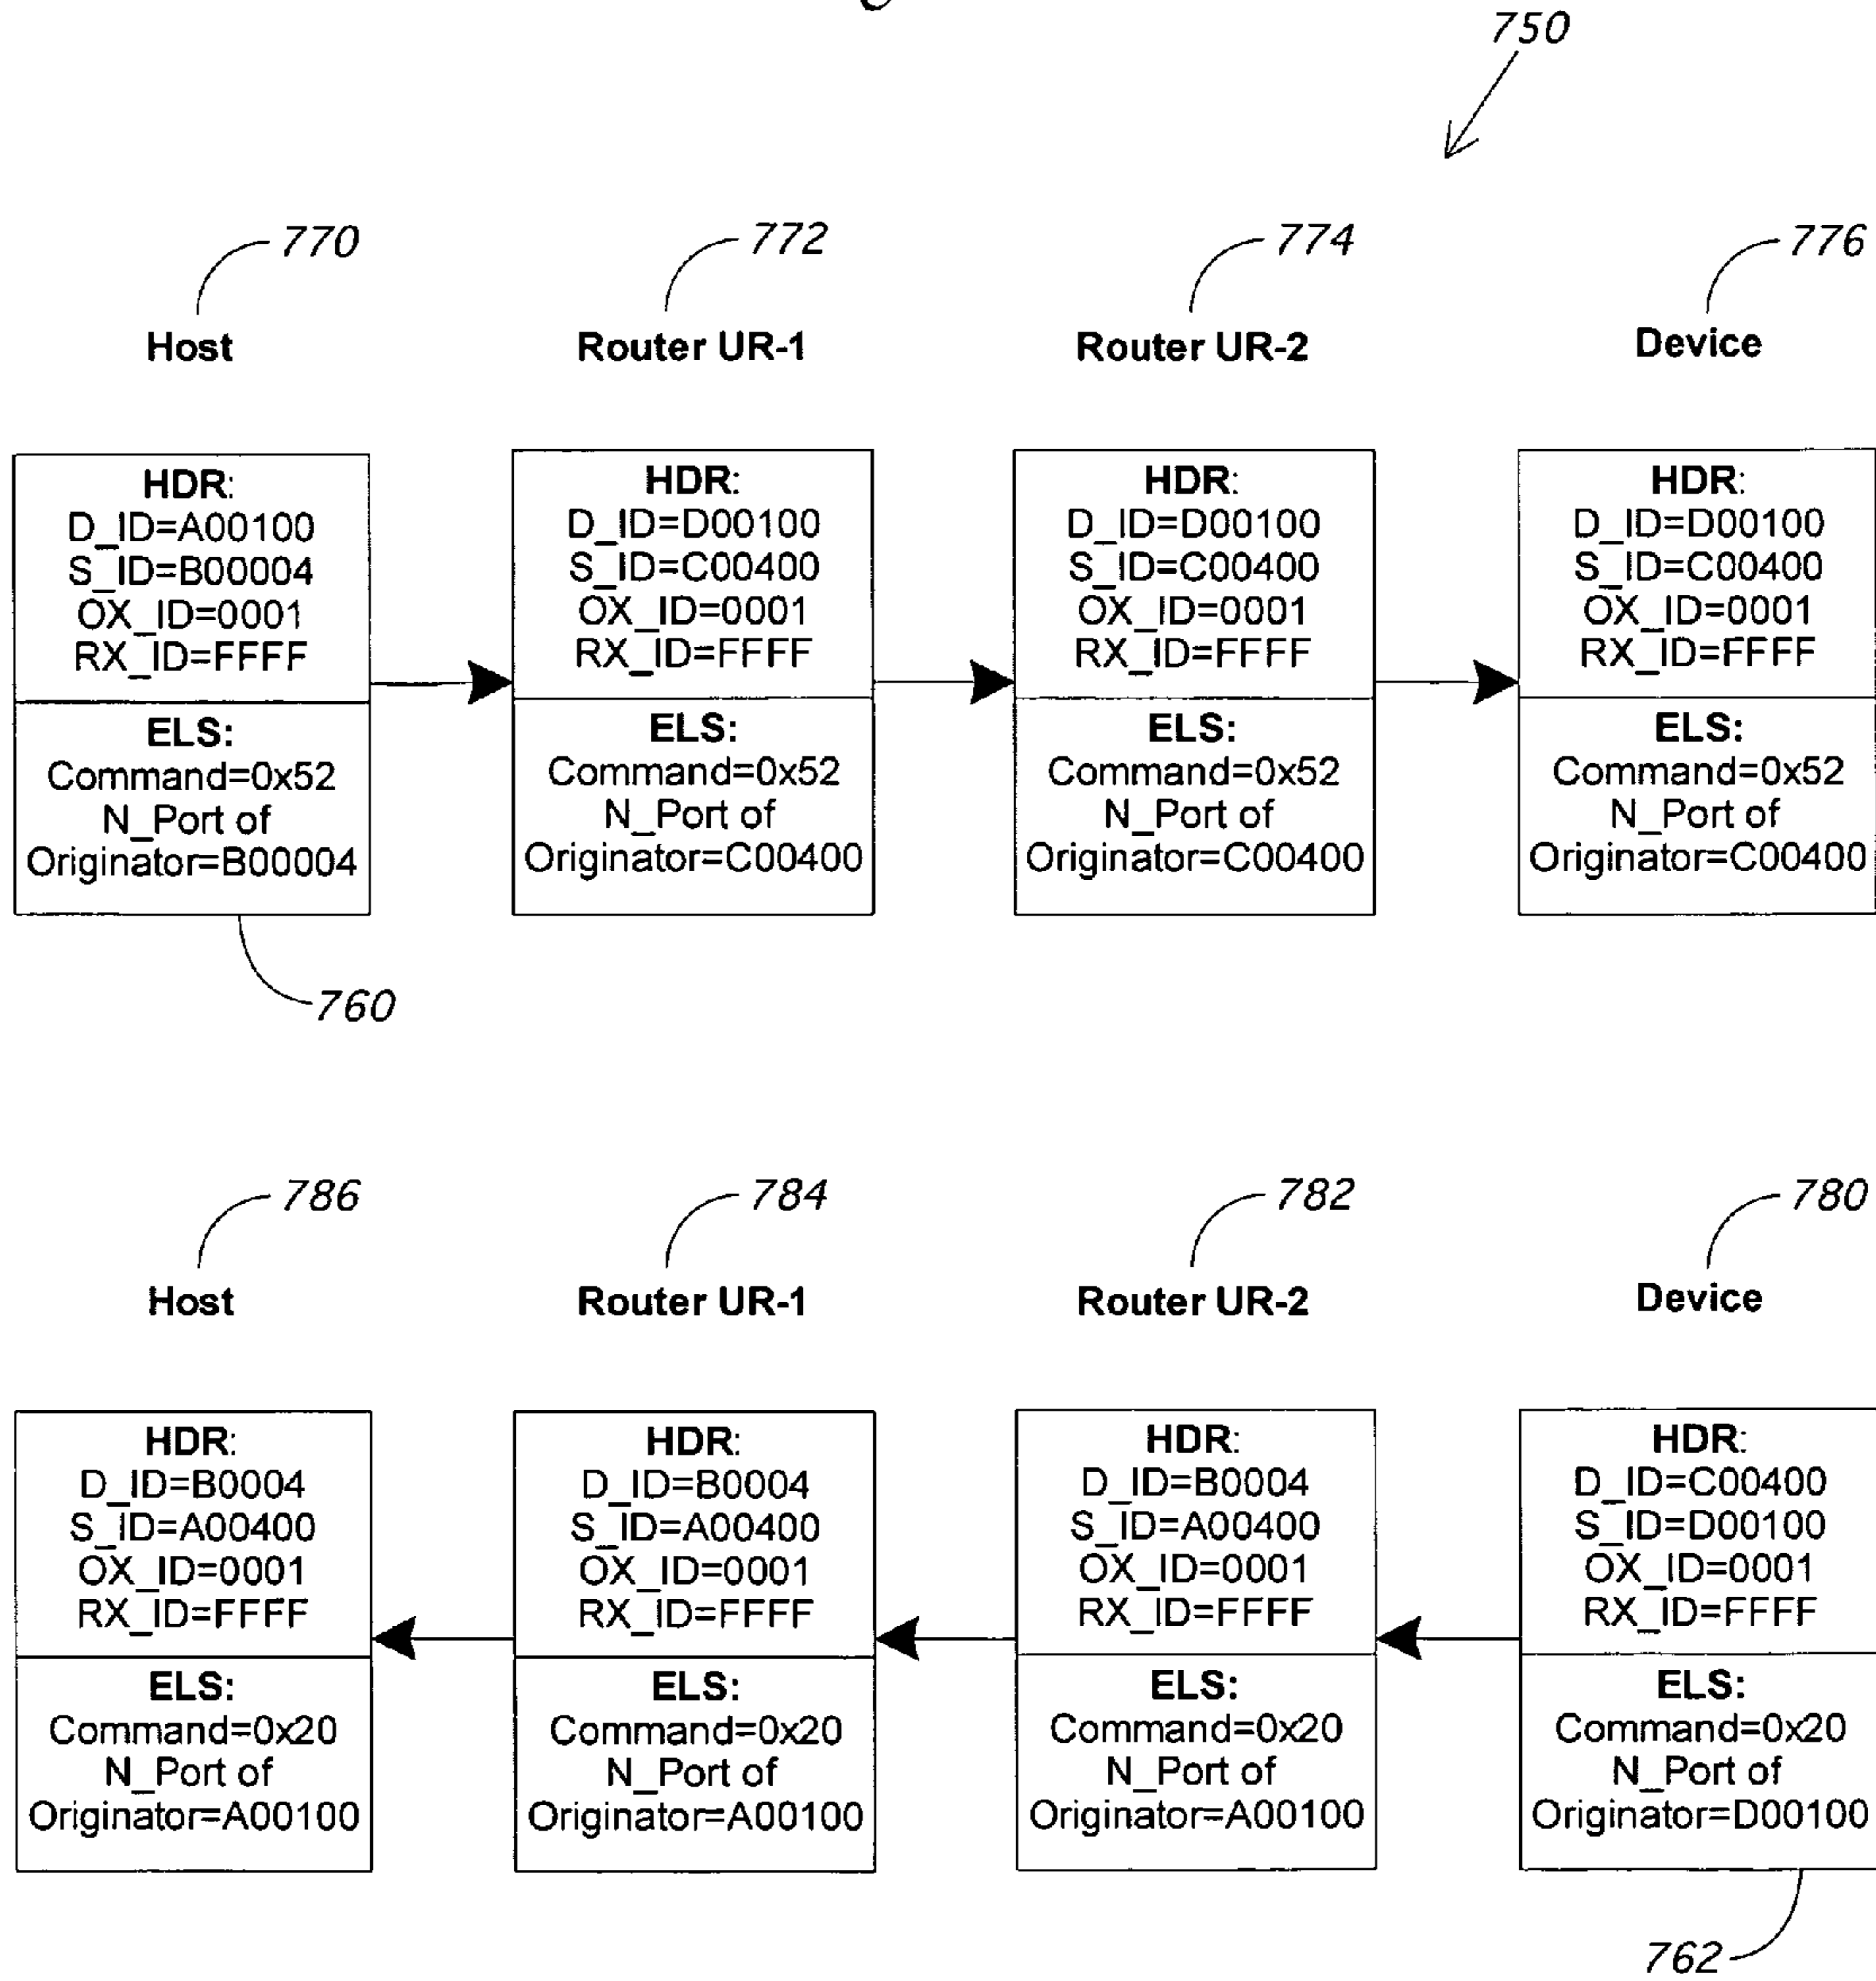 750
770
772
774
776
Host
Router UR-1
Router UR-2
Device
HDR:
D_ID=A00100
S_ID=B00004
OX_ID=0001
RX_ID=FFFF
ELS:
Command=0x52
N_Port of
Originator=B00004
HDR:
D_ID=D00100
S_ID=C00400
OX_ID=0001
RX_ID=FFFF
ELS:
Command=0x52
N_Port of
Originator=C00400
HDR:
D_ID=D00100
S_ID=C00400
OX_ID=0001
RX_ID=FFFF
ELS:
Command=0x52
N_Port of
Originator=C00400
HDR:
D_ID=D00100
S_ID=C00400
OX_ID=0001
RX_ID=FFFF
ELS:
Command=0x52
N_Port of
Originator=C00400
760
786
784
782
780
Host
Router UR-1
Router UR-2
Device
HDR:
D_ID=B0004
S_ID=A00400
OX_ID=0001
RX_ID=FFFF
ELS:
Command=0x20
N_Port of
Originator=A00100
HDR:
D_ID=B0004
S_ID=A00400
OX_ID=0001
RX_ID=FFFF
ELS:
Command=0x20
N_Port of
Originator=A00100
HDR:
D_ID=B0004
S_ID=A00400
OX_ID=0001
RX_ID=FFFF
ELS:
Command=0x20
N_Port of
Originator=A00100
HDR:
D_ID=C00400
S_ID=D00100
OX_ID=0001
RX_ID=FFFF
ELS:
Command=0x20
N_Port of
Originator=D00100
762